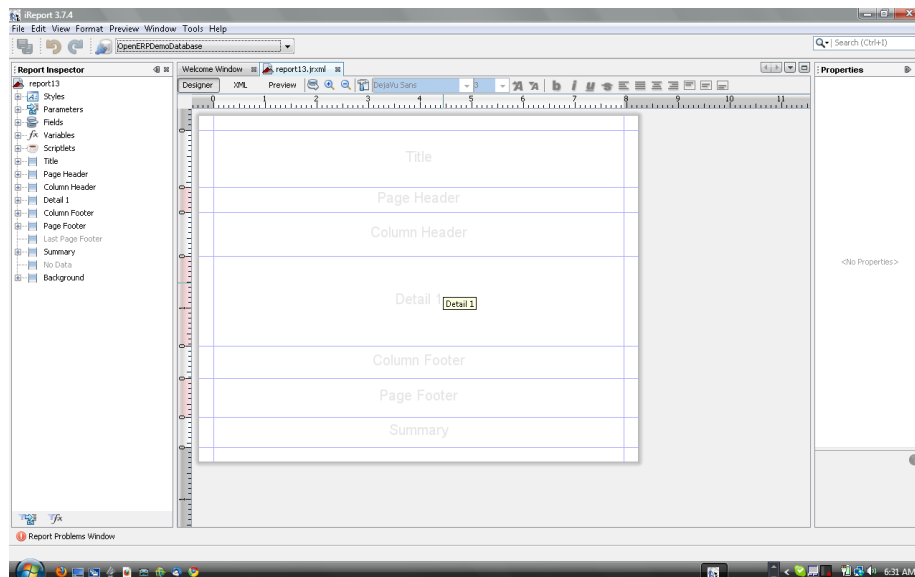 iReport 3.7.4
File Edit View Format Preview Window Tools Help
OpenERPDemoDatabase
Search (Ctrl+I)
Report Inspector
Welcome Window
report13.jrxml
Properties
report13
Designer XML Preview
DejaVu Sans
3
b i u s
0 1 2 3 4 5 6 7 8 9 10 11
Styles
Parameters
Fields
fx Variables
Scriptlets
Title
Page Header
Column Header
Detail 1
Column Footer
Page Footer
Last Page Footer
Summary
No Data
Background
Title
Page Header
Column Header
Detail 1
Detail 1
Column Footer
Page Footer
Summary
<No Properties>
fx
Report Problems Window
6:31 AM